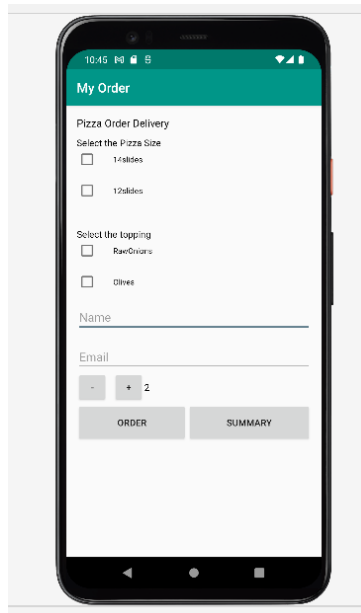 10:45
My Order
Pizza Order Delivery
Select the Pizza Size
14slides
12slides
Select the topping
RawOnions
Olives
Name
Email
- + 2
ORDER SUMMARY